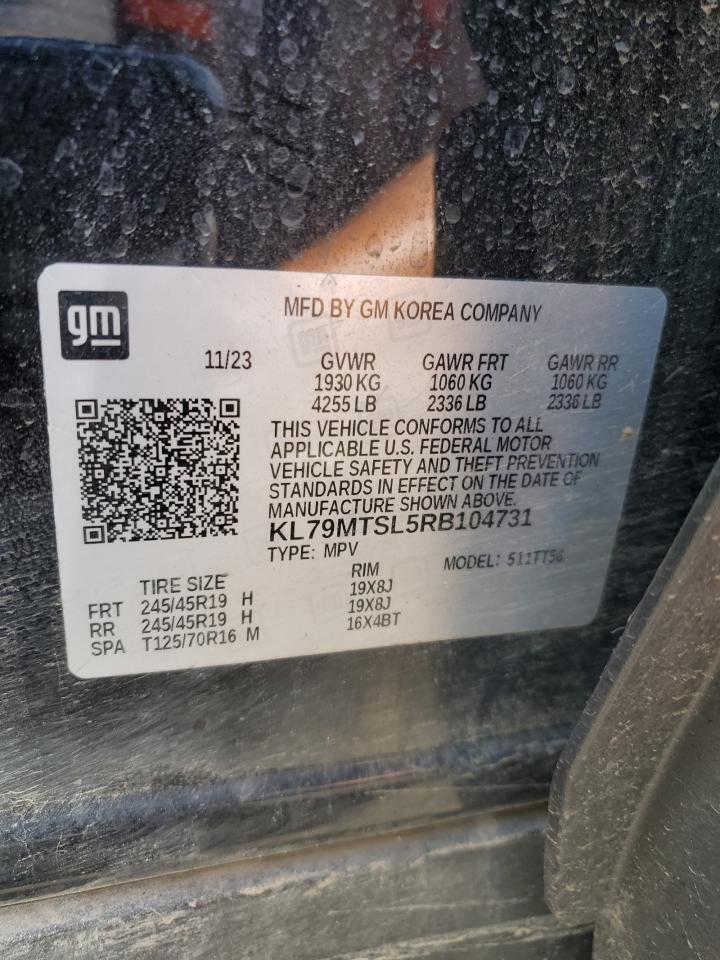 gm
MFD BY GM KOREA COMPANY
11/23 GVWR GAWR FRT GAWR RR
1930 KG 1060 KG 1060 KG
4255 LB 2336 LB 2336 LB
THIS VEHICLE CONFORMS TO ALL
APPLICABLE U.S. FEDERAL MOTOR
VEHICLE SAFETY AND THEFT PREVENTION
STANDARDS IN EFFECT ON THE DATE OF
MANUFACTURE SHOWN ABOVE.
KL79MTSL5RB104731
TYPE: MPV MODEL: 511TT56
TIRE SIZE RIM
FRT 245/45R19 H 19X8J
RR 245/45R19 H 19X8J
SPA T125/70R16 M 16X4BT